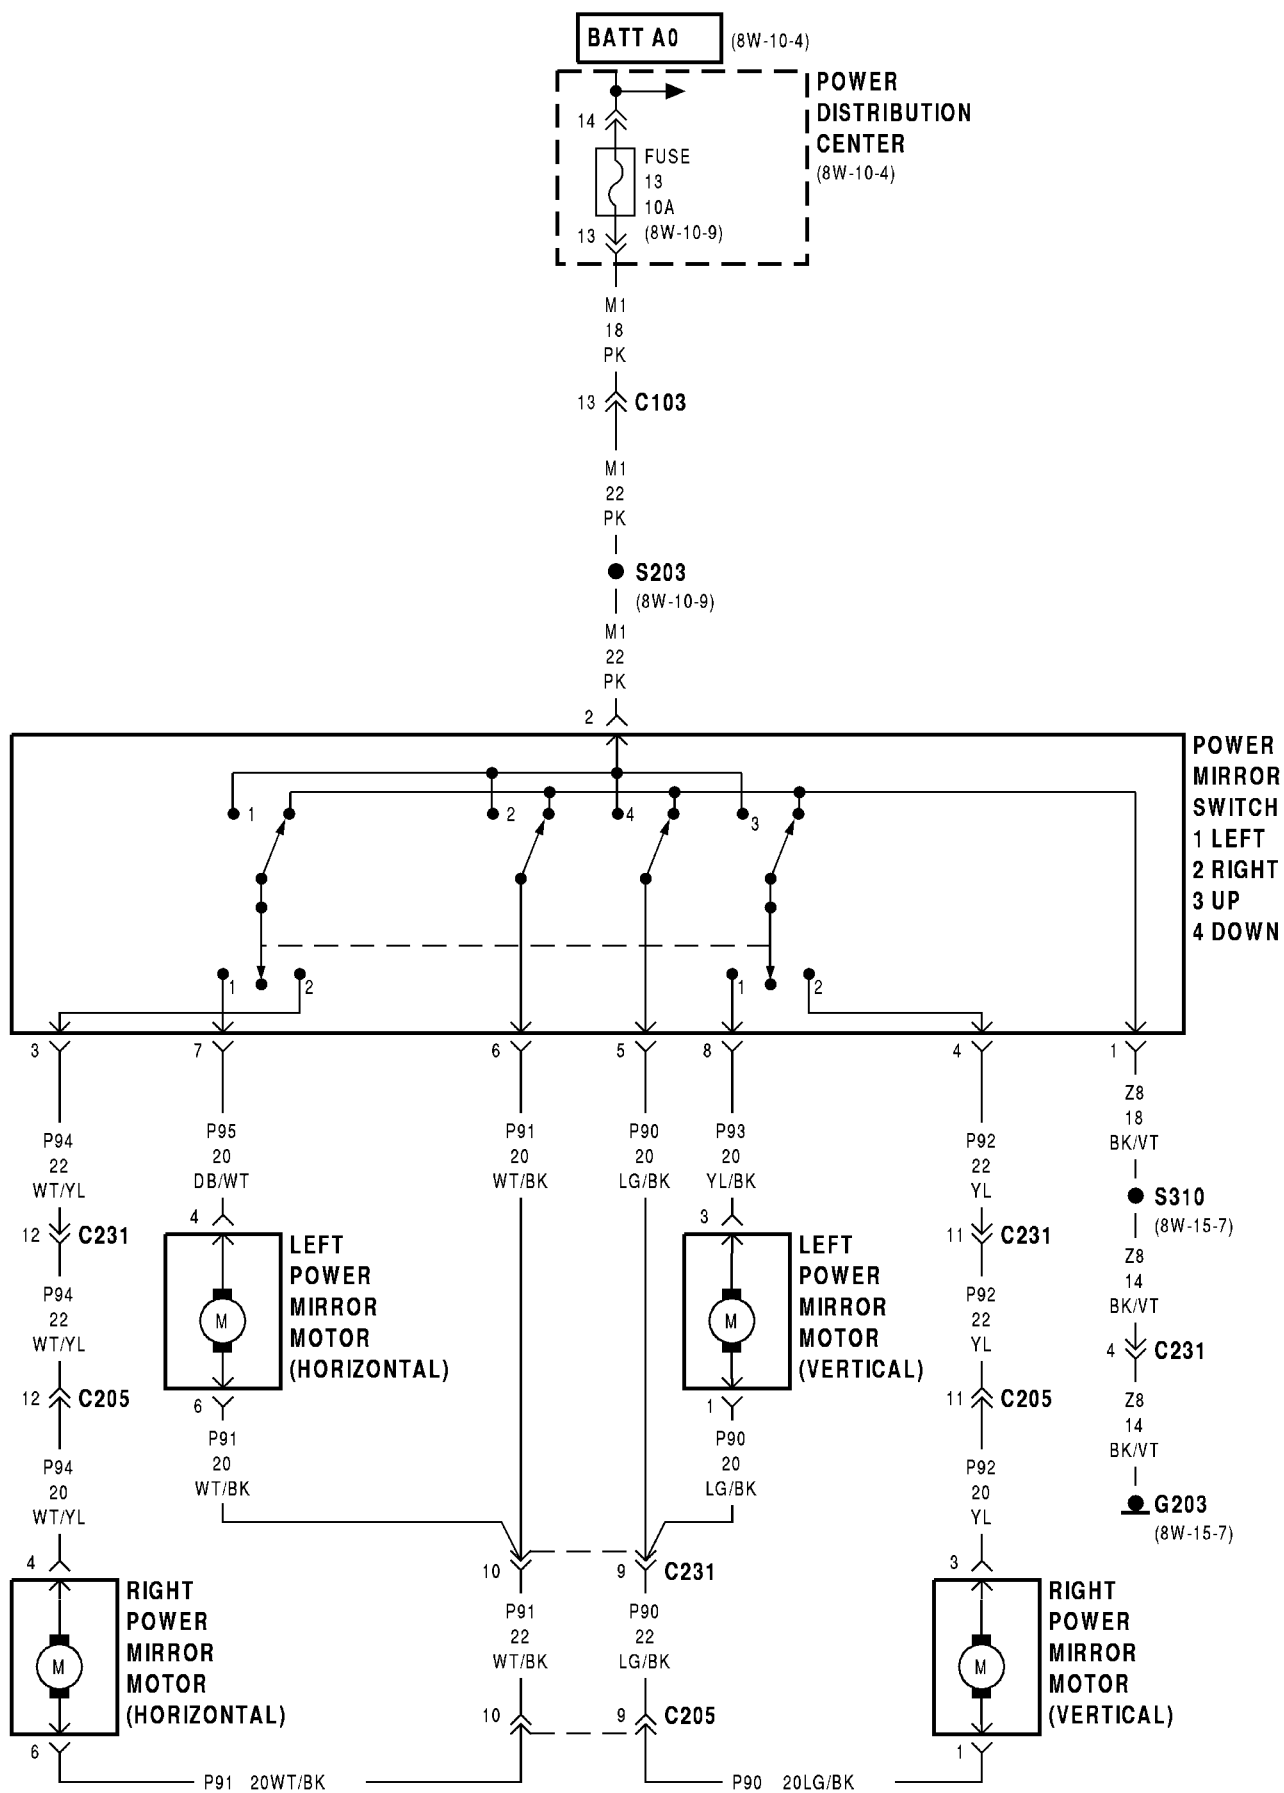 BATT A0 (8W-10-4)
POWER
DISTRIBUTION
CENTER
(8W-10-4)
14
FUSE
13
10A
(8W-10-9)
13
M1
18
PK
13 C103
M1
22
PK
S203
(8W-10-9)
M1
22
PK
2
POWER
MIRROR
SWITCH
1 LEFT
2 RIGHT
3 UP
4 DOWN
1 2 4 3
1 2 1 2
3 7 6 5 8 4 1
Z8
18
BK/VT
P95
20
DB/WT
P91
20
WT/BK
P90
20
LG/BK
P93
20
YL/BK
P94
22
WT/YL
P92
22
YL
S310
(8W-15-7)
12 C231
4
LEFT
POWER
MIRROR
MOTOR
(HORIZONTAL)
M
3
LEFT
POWER
MIRROR
MOTOR
(VERTICAL)
M
11 C231
Z8
14
BK/VT
P94
22
WT/YL
P92
22
YL
4 C231
12 C205
6
1
11 C205
Z8
14
BK/VT
P91
20
WT/BK
P90
20
LG/BK
P94
20
WT/YL
P92
20
YL
G203
(8W-15-7)
4
10 9 C231
3
RIGHT
POWER
MIRROR
MOTOR
(HORIZONTAL)
M
P91
22
WT/BK
P90
22
LG/BK
RIGHT
POWER
MIRROR
MOTOR
(VERTICAL)
M
10 9 C205
6
1
P91 20WT/BK
P90 20LG/BK